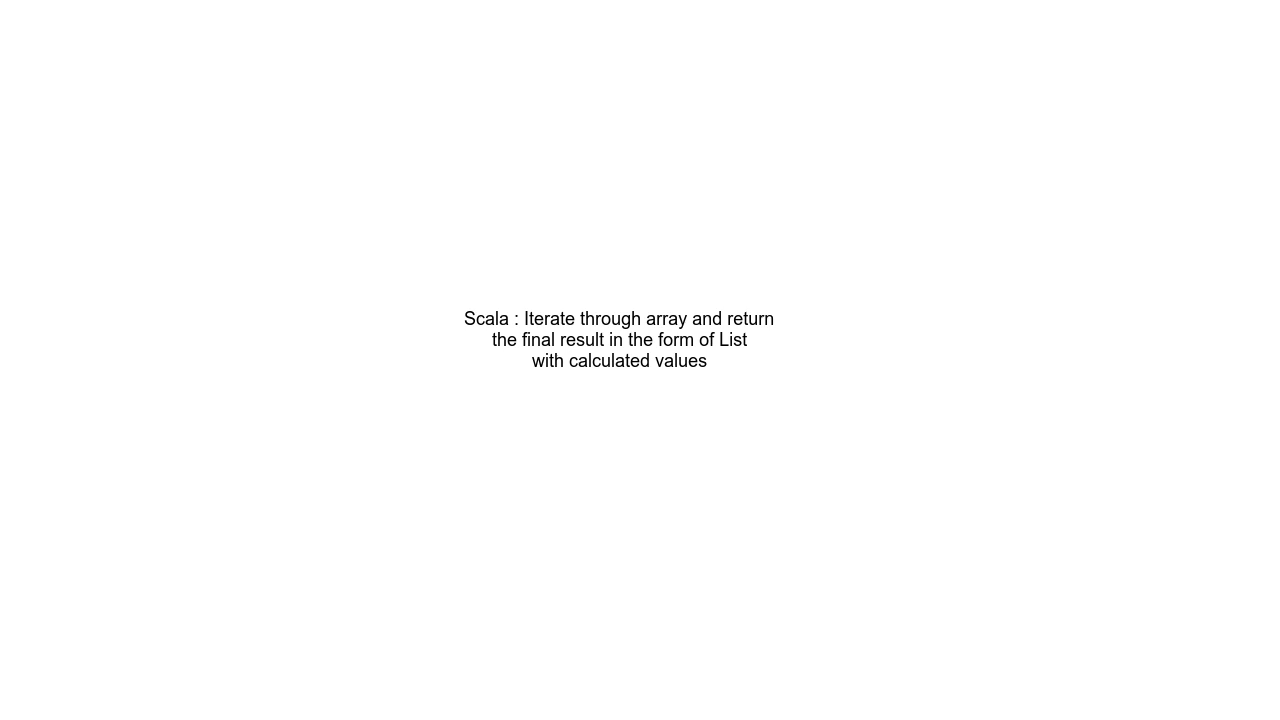 Scala : Iterate through array and return
the final result in the form of List
with calculated values